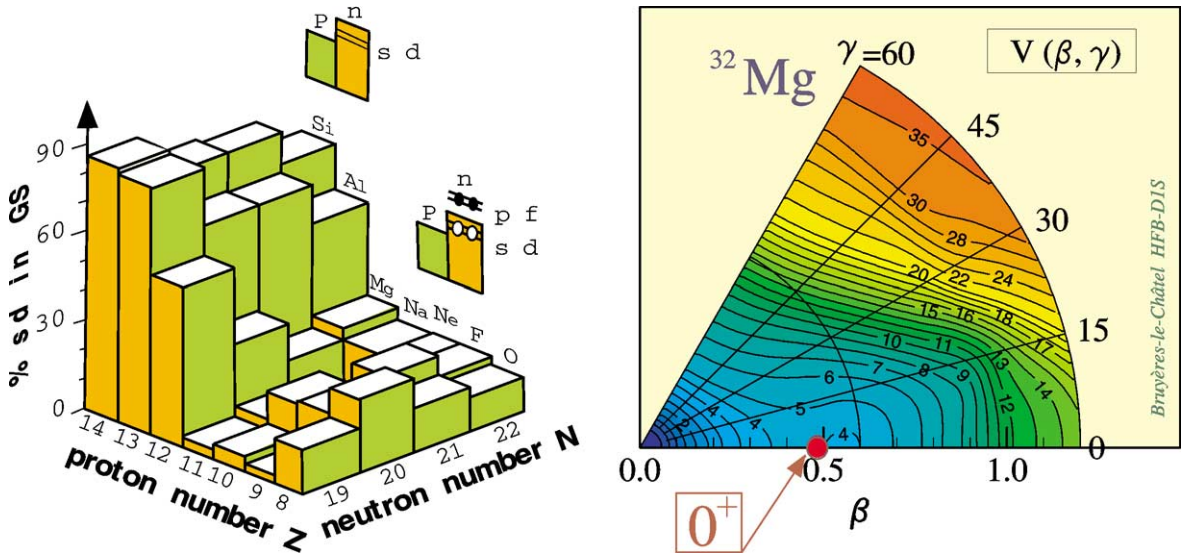 P n
s d
90
60
30
0
% sd in GS
Si
Al
Mg
Na
Ne
F
O
n
p f
P
s d
14
13
12
11
10
9
8
proton number Z
19
20
21
22
neutron number N
32Mg
γ =60
V (β, γ)
45
30
15
0
35
30
28
24
22
20
18
17
16
15
14
13
12
11
10
9
8
7
6
5
4
4
4
2
0.0
0.5
1.0
β
0+
Bruyères-le-Châtel HFB-D1S